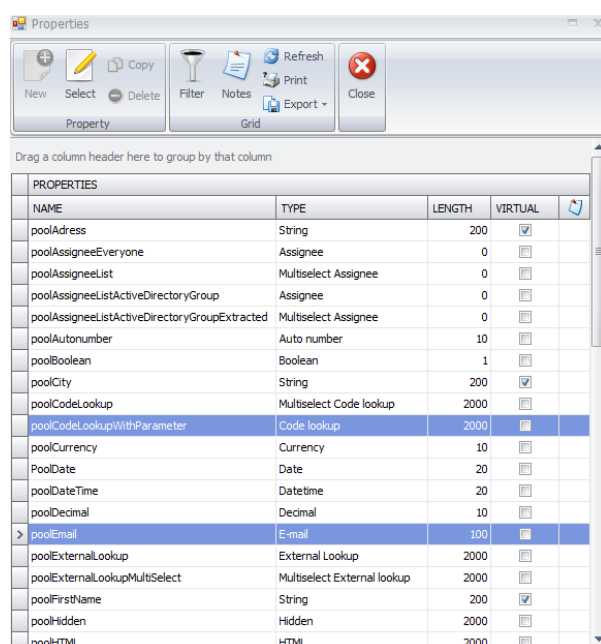 Properties
New
Select
Copy
Delete
Property
Filter
Notes
Refresh
Print
Export
Grid
Close
Drag a column header here to group by that column
PROPERTIES
NAME TYPE LENGTH VIRTUAL
poolAdress String 200
poolAssigneeEveryone Assignee 0
poolAssigneeList Multiselect Assignee 0
poolAssigneeListActiveDirectoryGroup Assignee 0
poolAssigneeListActiveDirectoryGroupExtracted Multiselect Assignee 0
poolAutonumber Auto number 10
poolBoolean Boolean 1
poolCity String 200
poolCodeLookup Multiselect Code lookup 2000
poolCodeLookupWithParameter Code lookup 2000
poolCurrency Currency 10
PoolDate Date 20
poolDateTime Datetime 20
poolDecimal Decimal 10
poolEmail E-mail 100
poolExternalLookup External Lookup 2000
poolExternalLookupMultiSelect Multiselect External lookup 2000
poolFirstName String 200
poolHidden Hidden 2000
poolHTML HTML 2000